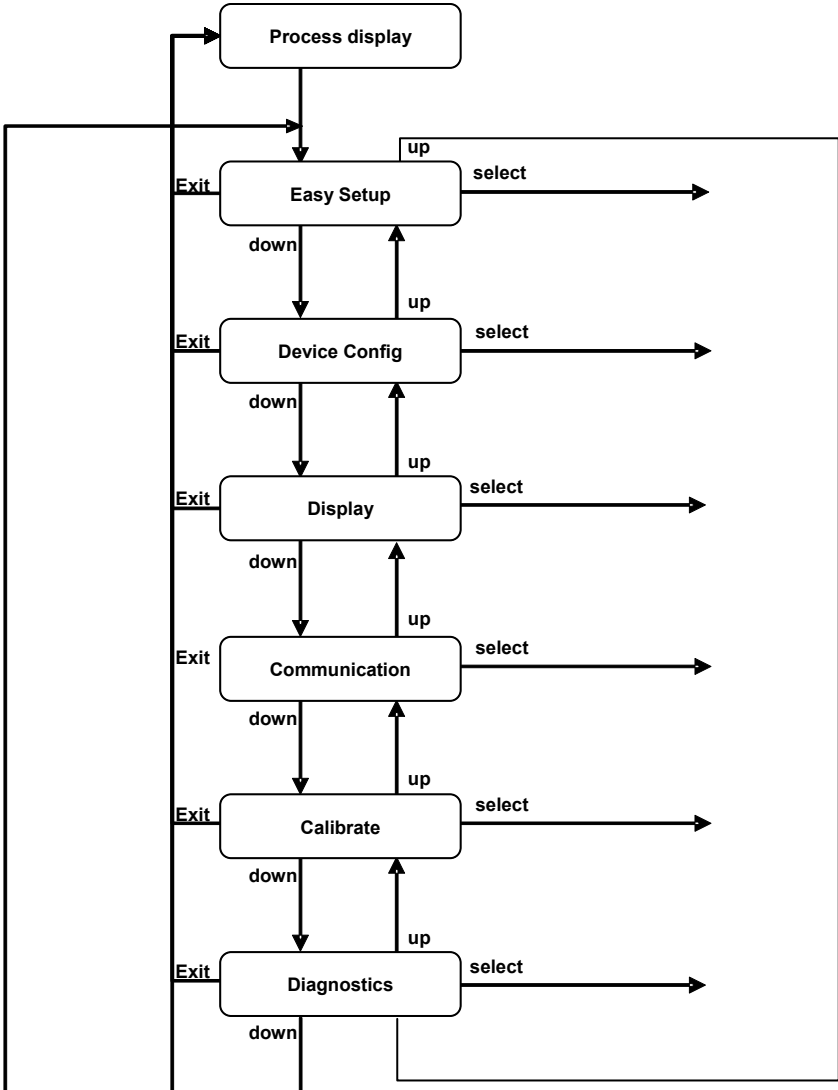 Process display
up
Exit
Easy Setup
select
down
up
Exit
Device Config
select
down
up
Exit
Display
select
down
up
Exit
Communication
select
down
up
Exit
Calibrate
select
down
up
Exit
Diagnostics
select
down